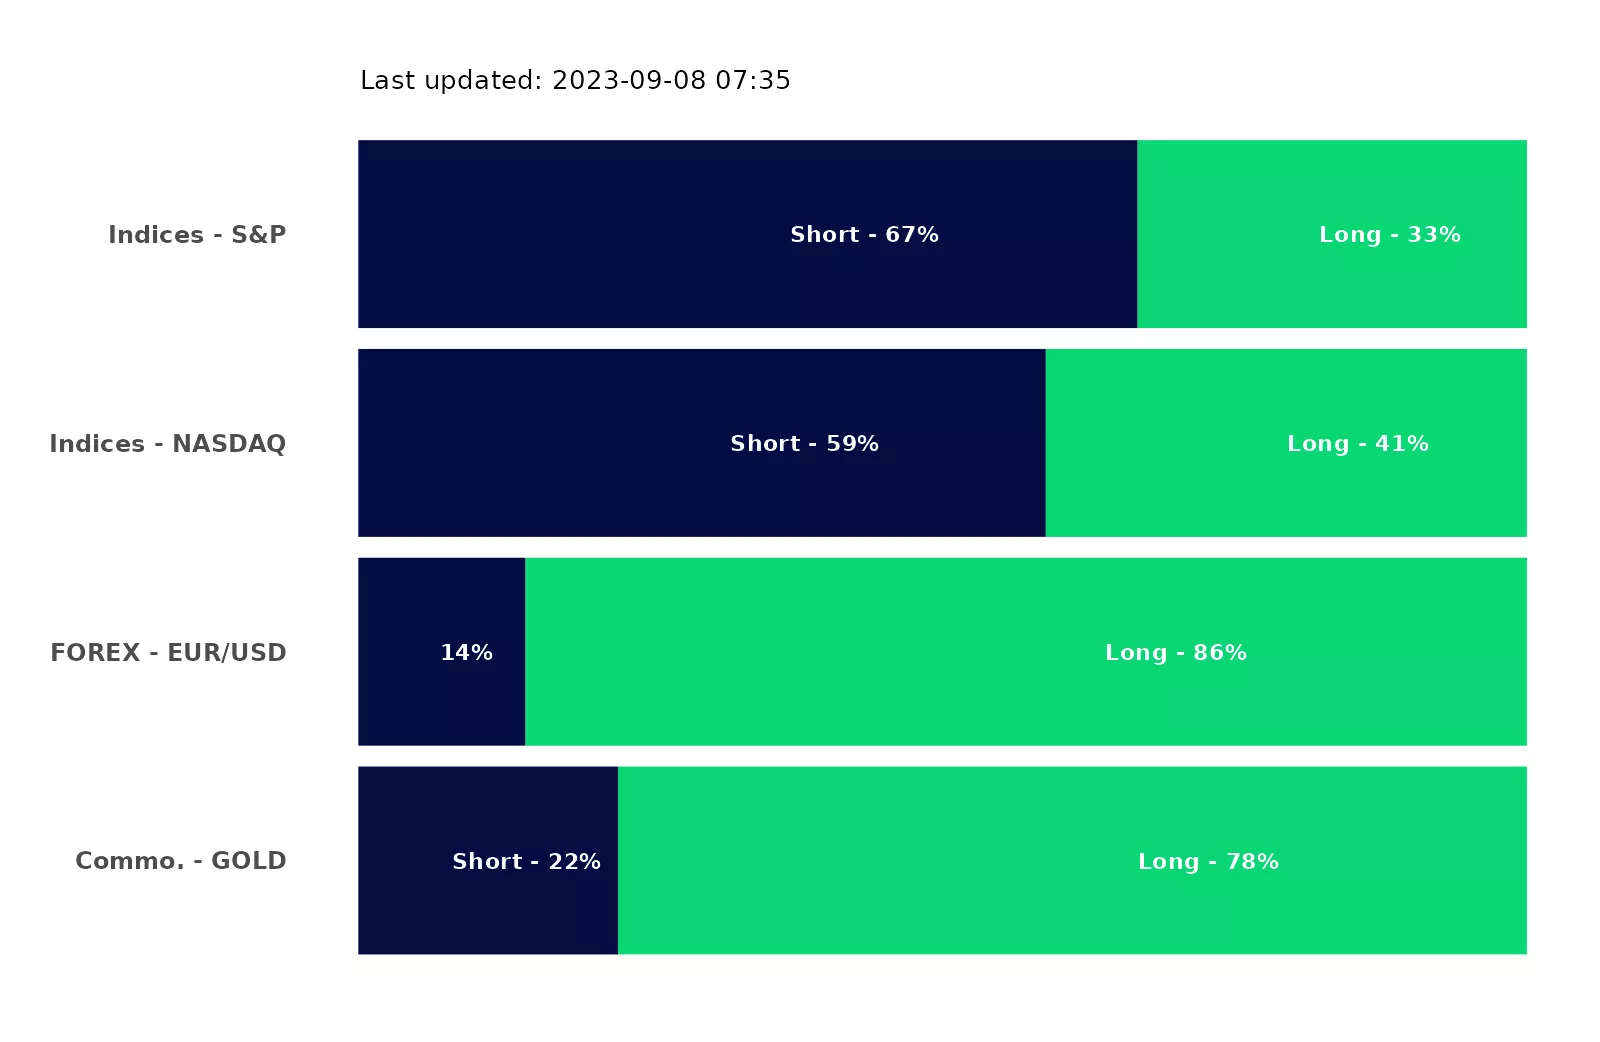 Last updated: 2023-09-08 07:35
Indices - S&P Short - 67% Long - 33%
Indices - NASDAQ Short - 59% Long - 41%
FOREX - EUR/USD 14% Long - 86%
Commo. - GOLD Short - 22% Long - 78%